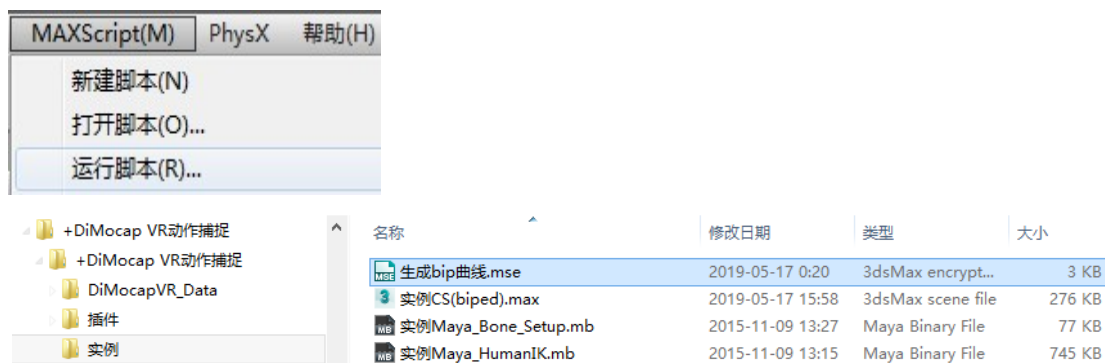 MAXScript(M) PhysX 帮助(H)
新建脚本(N)
打开脚本(O)...
运行脚本(R)...
+DiMocap VR动作捕捉 名称 修改日期 类型 大小
+DiMocap VR动作捕捉 MSE 生成bip曲线.mse 2019-05-17 0:20 3dsMax encrypt... 3 KB
DiMocapVR_Data 3 实例CS(biped).max 2019-05-17 15:58 3dsMax scene file 276 KB
插件 MB 实例Maya_Bone_Setup.mb 2015-11-09 13:27 Maya Binary File 77 KB
实例 MB 实例Maya_HumanIK.mb 2015-11-09 13:15 Maya Binary File 745 KB